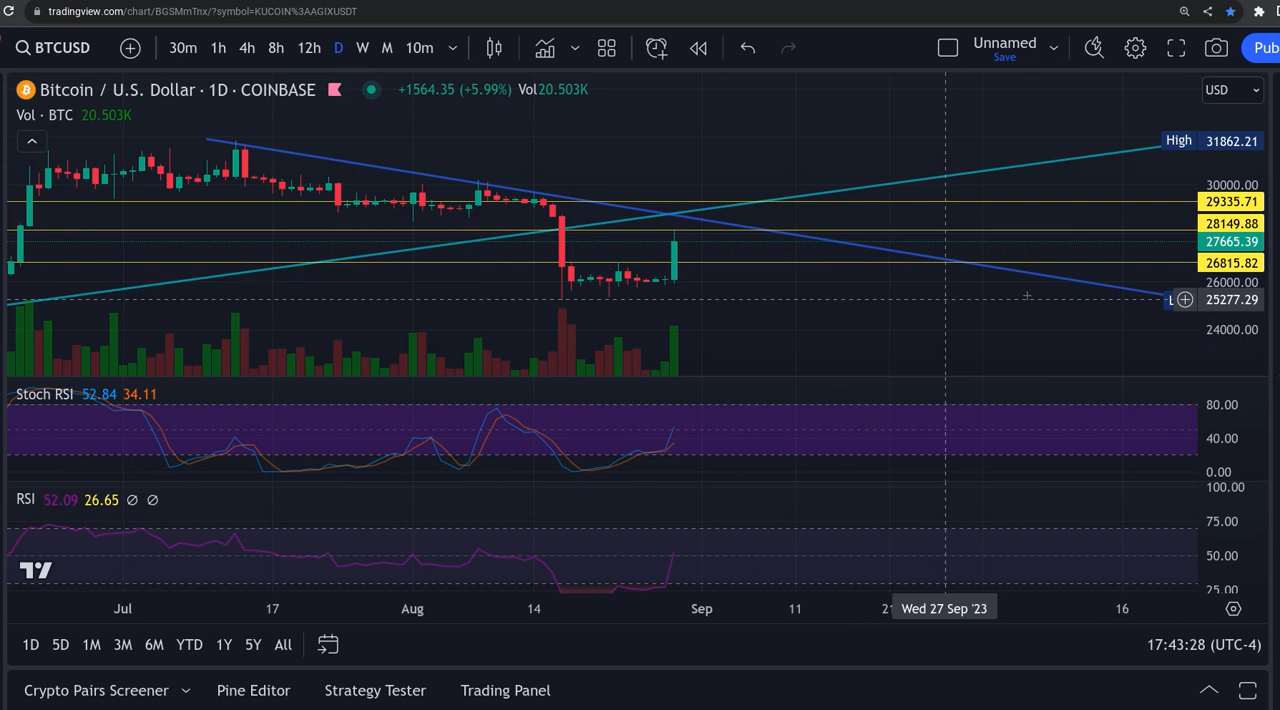 tradingview.com/chart/BGSMmTnx/?symbol=KUCOIN%3AAGIXUSDT
BTCUSD 30m 1h 4h 8h 12h D W M 10m Unnamed
Save
Pub
Bitcoin / U.S. Dollar · 1D · COINBASE +1564.35 (+5.99%) Vol20.503K
USD
Vol · BTC 20.503K
High 31862.21
30000.00
29335.71
28149.88
27665.39
26815.82
26000.00
L 25277.29
24000.00
Stoch RSI 52.84 34.11
80.00
40.00
0.00
RSI 52.09 26.65 ∅ ∅
100.00
75.00
50.00
25.00
Jul 17 Aug 14 Sep 11 21 Wed 27 Sep '23 16
1D 5D 1M 3M 6M YTD 1Y 5Y All 17:43:28 (UTC-4)
Crypto Pairs Screener Pine Editor Strategy Tester Trading Panel